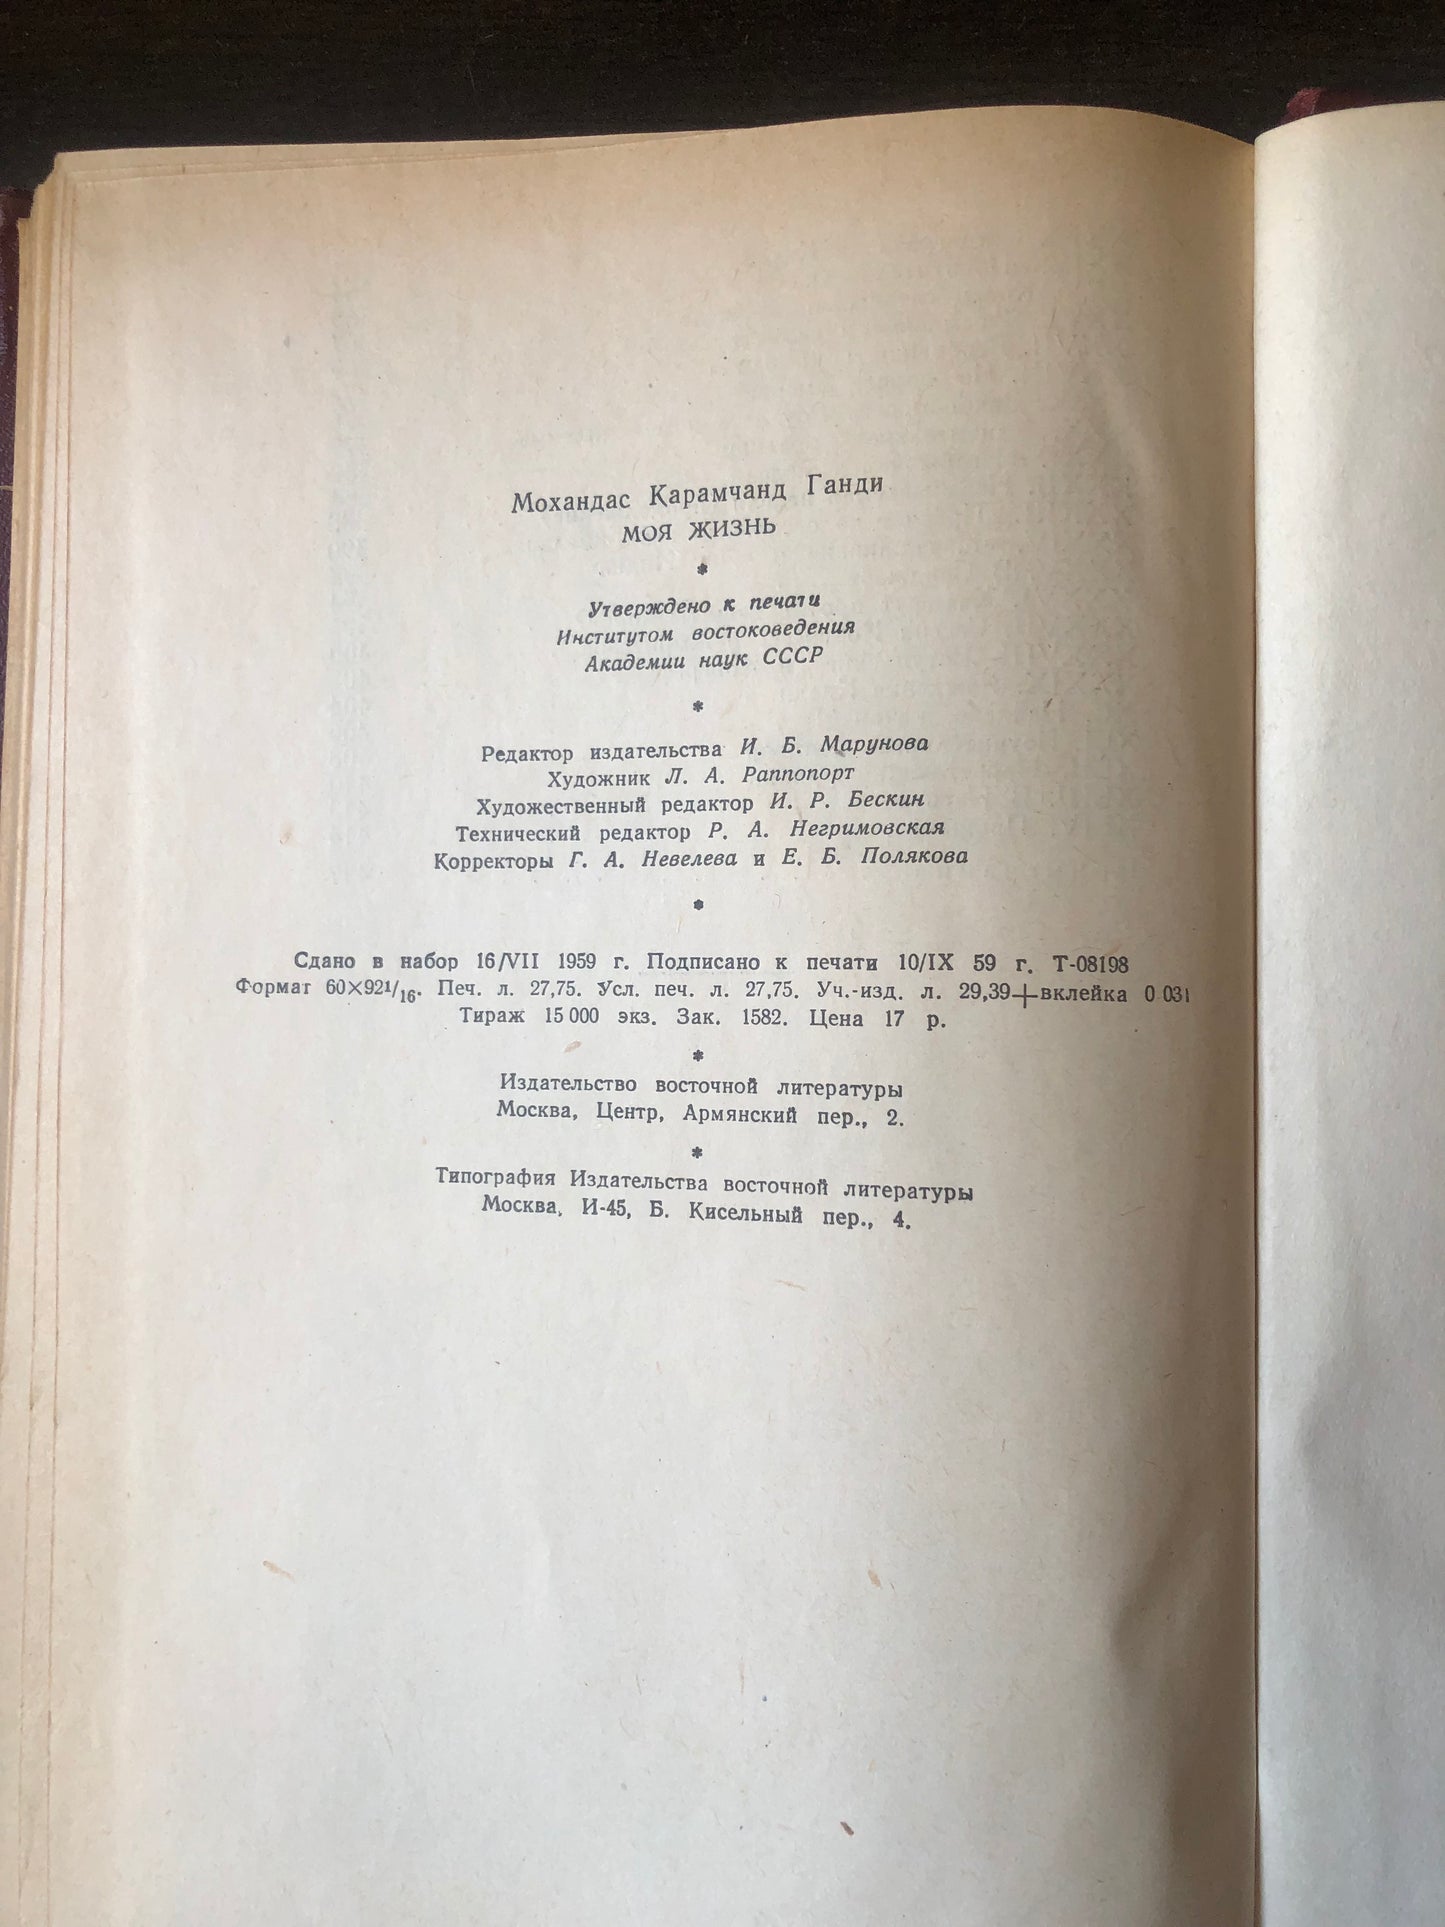 Мохандас Карамчанд Ганди
МОЯ ЖИЗНЬ
*
Утверждено к печати
Институтом востоковедения
Академии наук СССР
*
Редактор издательства И. Б. Марунова
Художник Л. А. Раппопорт
Художественный редактор И. Р. Бескин
Технический редактор Р. А. Негримовская
Корректоры Г. А. Невелева и Е. Б. Полякова
*
Сдано в набор 16/VII 1959 г. Подписано к печати 10/IX 59 г. Т-08198
Формат 60×921/16. Печ. л. 27,75. Усл. печ. л. 27,75. Уч.-изд. л. 29,39+вклейка 0 031
Тираж 15 000 экз. Зак. 1582. Цена 17 р.
*
Издательство восточной литературы
Москва, Центр, Армянский пер., 2.
*
Типография Издательства восточной литературы
Москва, И-45, Б. Кисельный пер., 4.